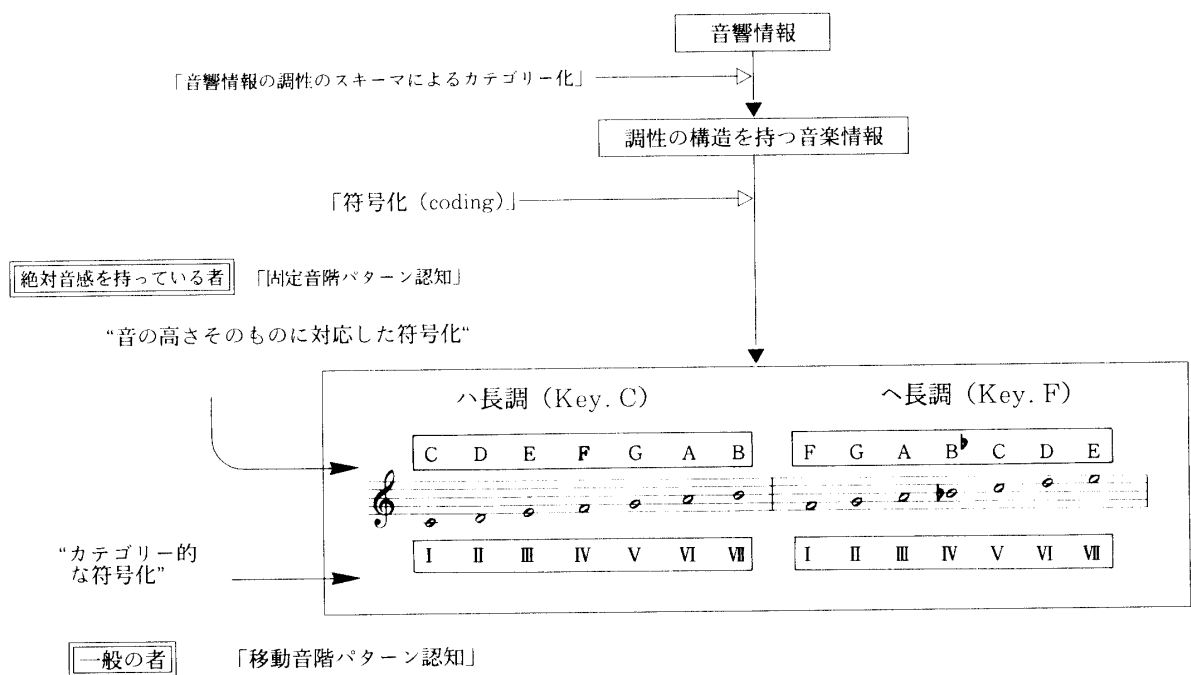 音響情報
「音響情報の調性のスキーマによるカテゴリー化」
調性の構造を持つ音楽情報
「符号化（coding）」
絶対音感を持っている者 「固定音階パターン認知」
“音の高さそのものに対応した符号化“
ハ長調（Key. C） ヘ長調（Key. F）
C D E F G A B F G A B♭ C D E
“カテゴリー的
な符号化”
Ⅰ Ⅱ Ⅲ Ⅳ Ⅴ Ⅵ Ⅶ Ⅰ Ⅱ Ⅲ Ⅳ Ⅴ Ⅵ Ⅶ
一般の者 「移動音階パターン認知」